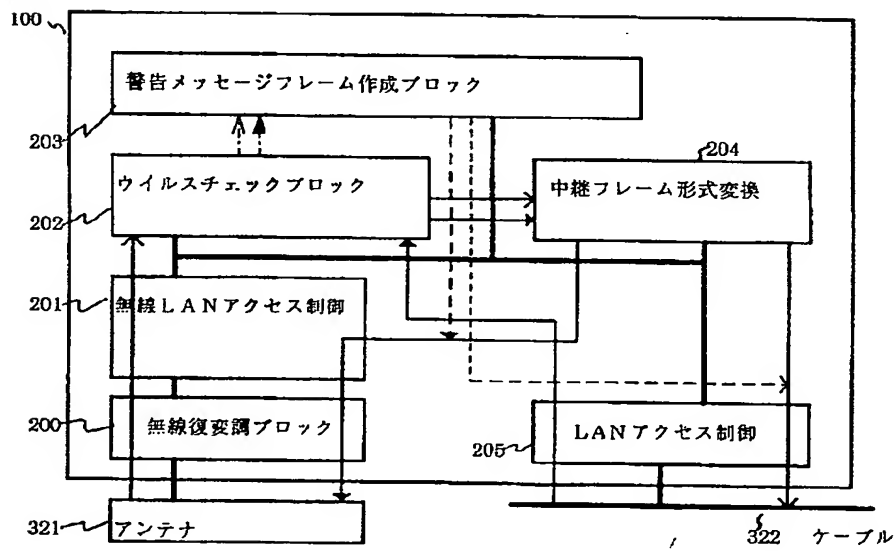 100
警告メッセージフレーム作成ブロック
203
204
ウイルスチェックブロック
中継フレーム形式変換
202
201
無線LANアクセス制御
200
無線復変調ブロック
LANアクセス制御
205
321
アンテナ
322
ケーブル